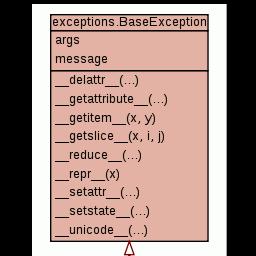 exceptions.BaseException
args
message
__delattr__(...)
__getattribute__(...)
__getitem__(x, y)
__getslice__(x, i, j)
__reduce__(...)
__repr__(x)
__setattr__(...)
__setstate__(...)
__unicode__(...)